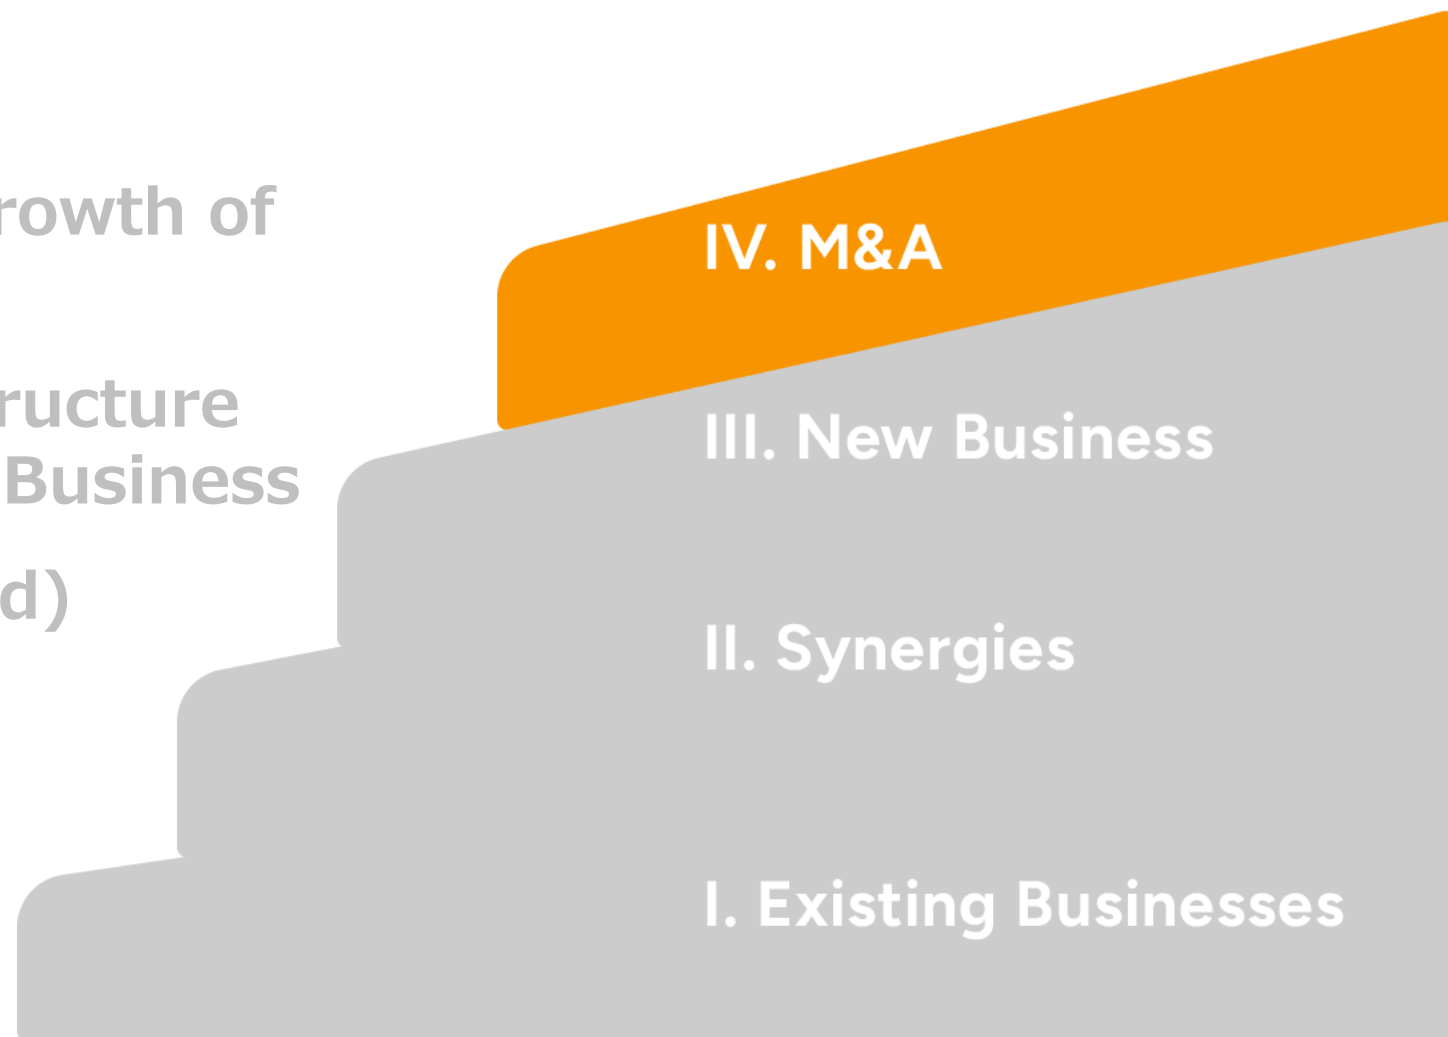 rowth of
ructure
Business
d)
IV. M&A
III. New Business
II. Synergies
I. Existing Businesses